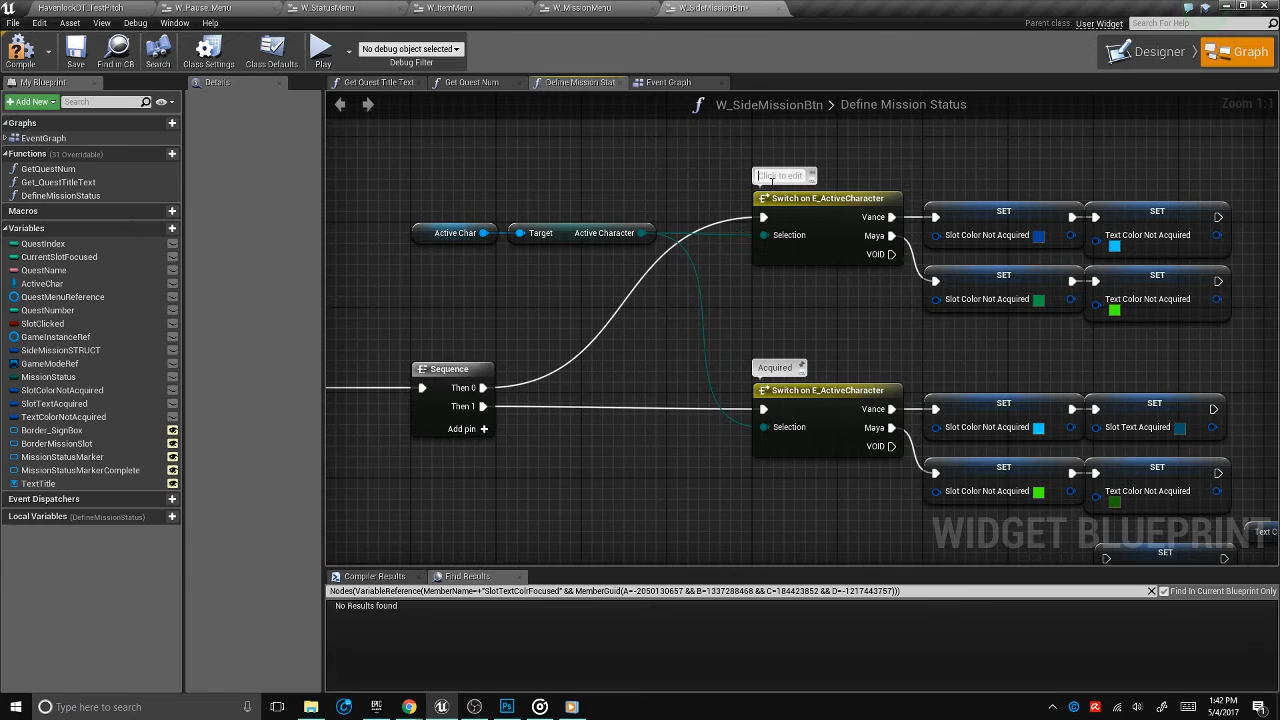 HavenlockDT_TestPitch
W_Pause.Menu
W_StatusMenu
W_ItemMenu
W_MissionMenu
W_SideMissionBtn*
File Edit Asset View Debug Window Help
Parent class: User Widget
Search For Help
Compile
Save
Find in CB
Search
Class Settings
Class Defaults
Play
No debug object selected
Debug Filter
Designer
Graph
My Blueprint
Details
Get Quest Title Text
Get Quest Num
Define Mission Stat
Event Graph
+Add New
Search
W_SideMissionBtn > Define Mission Status
Zoom 1:1
Graphs
EventGraph
Functions (31 Overridable)
GetQuestNum
Get_QuestTitleText
DefineMissionStatus
Macros
Variables
QuestIndex
CurrentSlotFocused
QuestName
ActiveChar
QuestMenuReference
QuestNumber
SlotClicked
GameInstanceRef
SideMissionSTRUCT
GameModeRef
MissionStatus
SlotColorNotAcquired
SlotTextAcquired
TextColorNotAcquired
Border_SignBox
BorderMissionSlot
MissionStatusMarker
MissionStatusMarkerComplete
TextTitle
Event Dispatchers
Local Variables (DefineMissionStatus)
Click to edit
Switch on E_ActiveCharacter
Vance
Selection
Maya
VOID
Active Char
Target Active Character
SET
Slot Color Not Acquired
SET
Text Color Not Acquired
SET
Slot Color Not Acquired
SET
Text Color Not Acquired
Sequence
Then 0
Then 1
Add pin +
Acquired
Switch on E_ActiveCharacter
Vance
Selection
Maya
VOID
SET
Slot Color Not Acquired
SET
Slot Text Acquired
SET
Slot Color Not Acquired
SET
Text Color Not Acquired
WIDGET BLUEPRINT
Text C
SET
Compiler Results
Find Results
Nodes(VariableReference(MemberName=+"SlotTextColrFocused" && MemberGuid(A=-2050130657 && B=1337288468 && C=184423852 && D=-1217443757)))
Find In Current Blueprint Only
No Results found
Type here to search
1:42 PM
5/4/2017